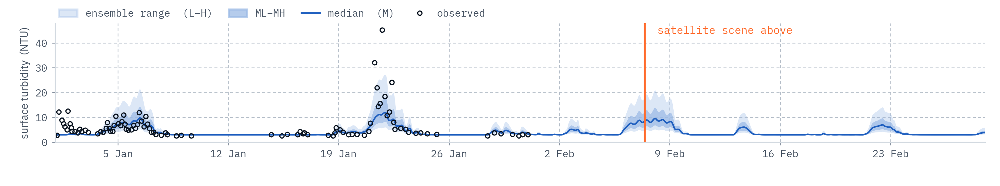 ensemble range (L–H) ML–MH median (M) observed
satellite scene above
surface turbidity (NTU)
40
30
20
10
0
5 Jan 12 Jan 19 Jan 26 Jan 2 Feb 9 Feb 16 Feb 23 Feb